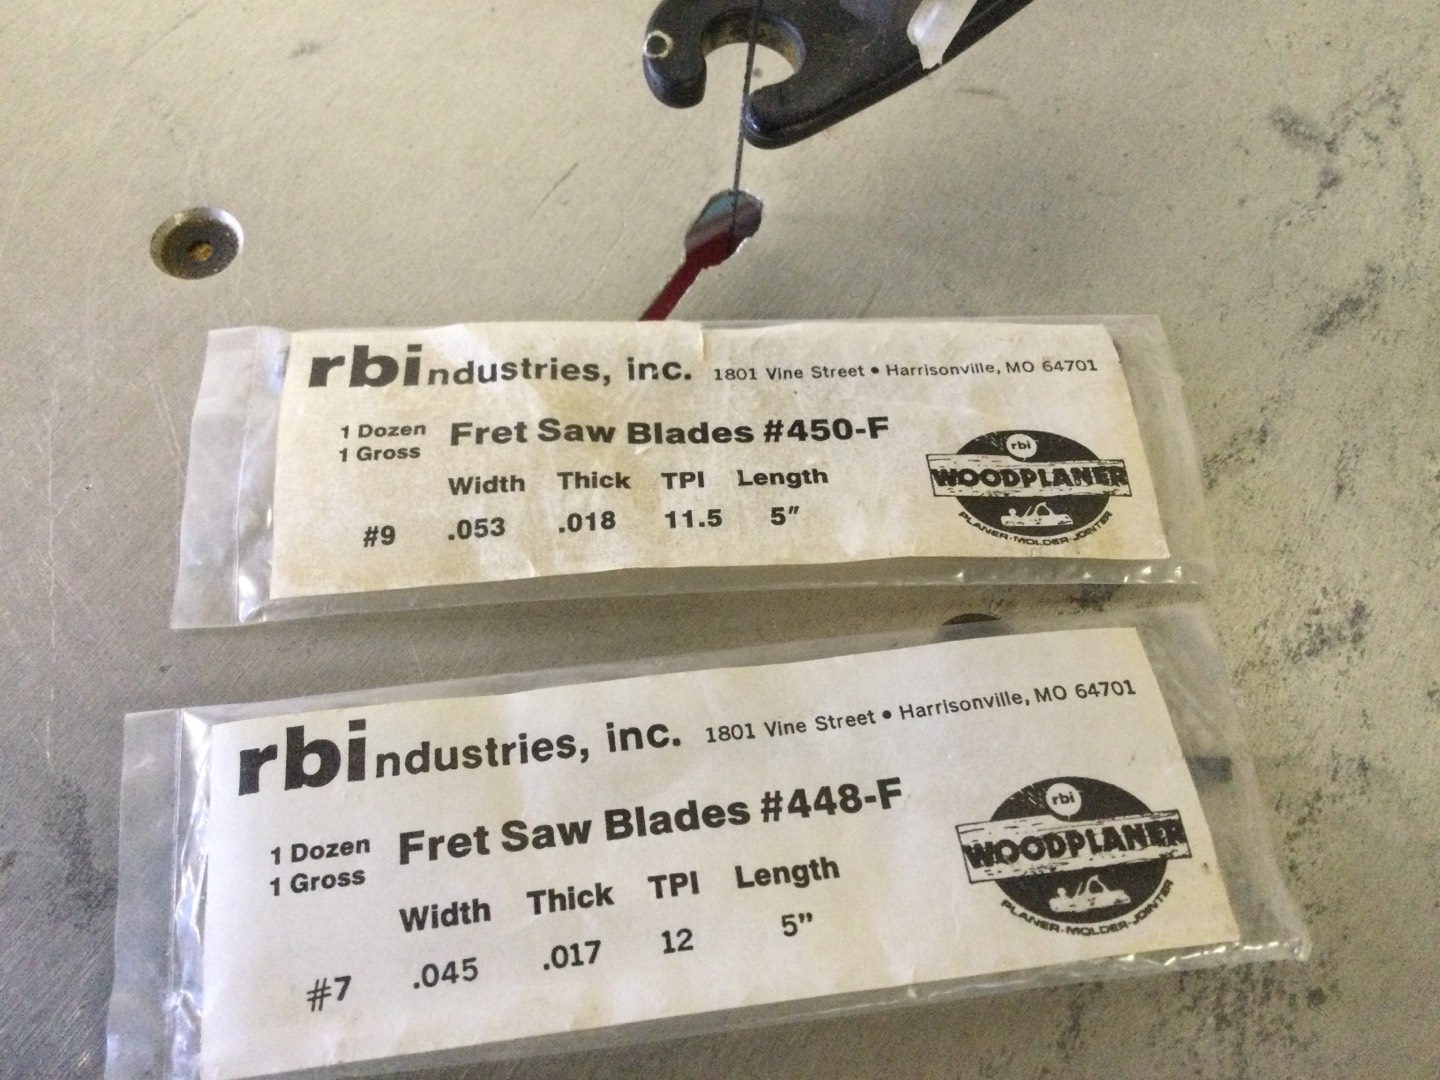 rbindustries, inc. 1801 Vine Street • Harrisonville, MO 64701
1 Dozen
1 Gross
Fret Saw Blades #450-F
Width Thick TPI Length
#9 .053 .018 11.5 5"
rbi
WOODPLANER
PLANER-MOLDER-JOINTER
rbindustries, inc. 1801 Vine Street • Harrisonville, MO 64701
1 Dozen
1 Gross
Fret Saw Blades #448-F
Width Thick TPI Length
#7 .045 .017 12 5"
rbi
WOODPLANER
PLANER-MOLDER-JOINTER